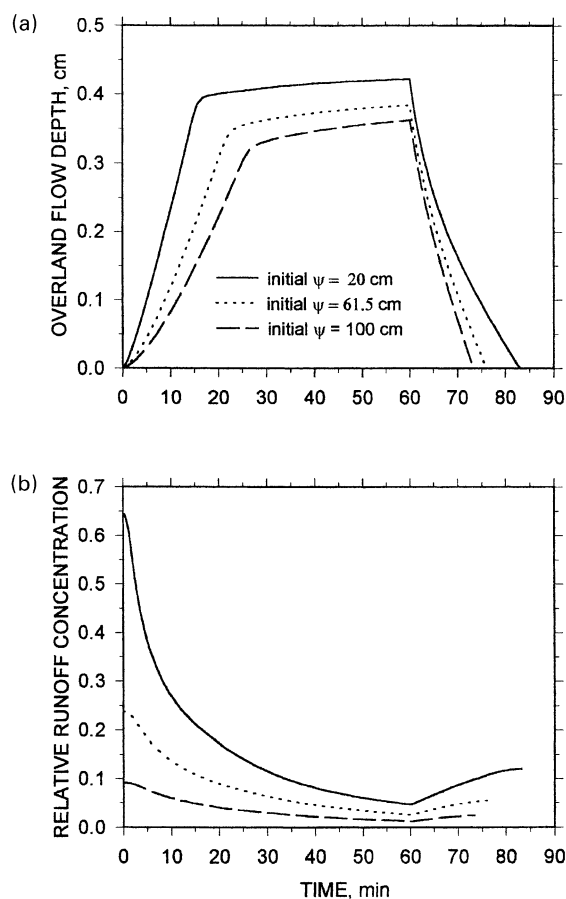 (a)
OVERLAND FLOW DEPTH, cm
0.5
0.4
0.3
0.2
0.1
0.0
initial ψ = 20 cm
initial ψ = 61.5 cm
initial ψ = 100 cm
0 10 20 30 40 50 60 70 80 90
(b)
RELATIVE RUNOFF CONCENTRATION
0.7
0.6
0.5
0.4
0.3
0.2
0.1
0.0
0 10 20 30 40 50 60 70 80 90
TIME, min